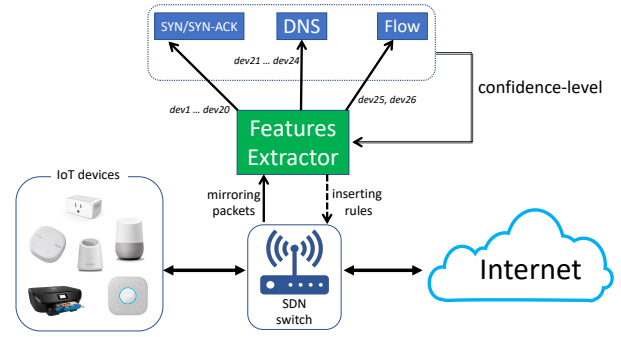 SYN/SYN-ACK
DNS
Flow
dev21 ... dev24
dev1 ... dev20
dev25, dev26
confidence-level
Features
Extractor
IoT devices
mirroring
packets
inserting
rules
SDN
switch
Internet